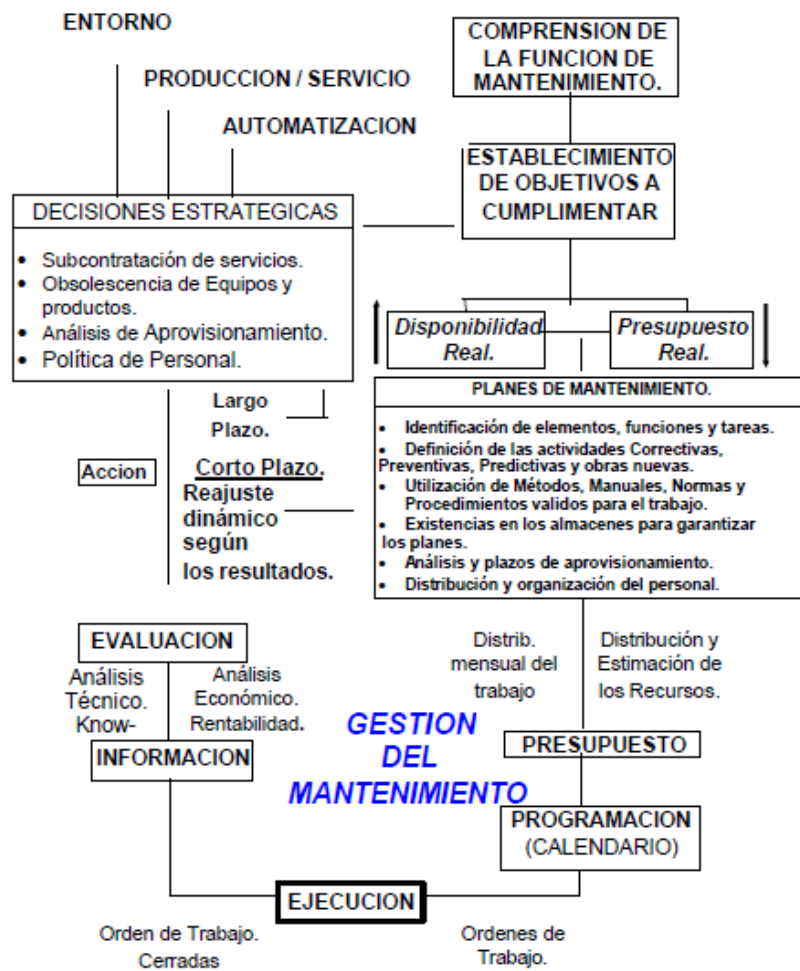 ENTORNO
PRODUCCION / SERVICIO
AUTOMATIZACION
COMPRENSION DE
LA FUNCION DE
MANTENIMIENTO.
ESTABLECIMIENTO
DE OBJETIVOS A
CUMPLIMENTAR
DECISIONES ESTRATEGICAS
• Subcontratación de servicios.
• Obsolescencia de Equipos y
productos.
• Análisis de Aprovisionamiento.
• Política de Personal.
Disponibilidad
Real.
Presupuesto
Real.
PLANES DE MANTENIMIENTO.
• Identificación de elementos, funciones y tareas.
• Definición de las actividades Correctivas,
Preventivas, Predictivas y obras nuevas.
• Utilización de Métodos, Manuales, Normas y
Procedimientos validos para el trabajo.
• Existencias en los almacenes para garantizar
los planes.
• Análisis y plazos de aprovisionamiento.
• Distribución y organización del personal.
Largo
Plazo.
Accion
Corto Plazo.
Reajuste
dinámico
según
los resultados.
EVALUACION
Análisis
Técnico.
Know-
Análisis
Económico.
Rentabilidad.
INFORMACION
Distrib.
mensual del
trabajo
Distribución y
Estimación de
los Recursos.
GESTION
DEL
MANTENIMIENTO
PRESUPUESTO
PROGRAMACION
(CALENDARIO)
EJECUCION
Orden de Trabajo.
Cerradas
Ordenes de
Trabajo.